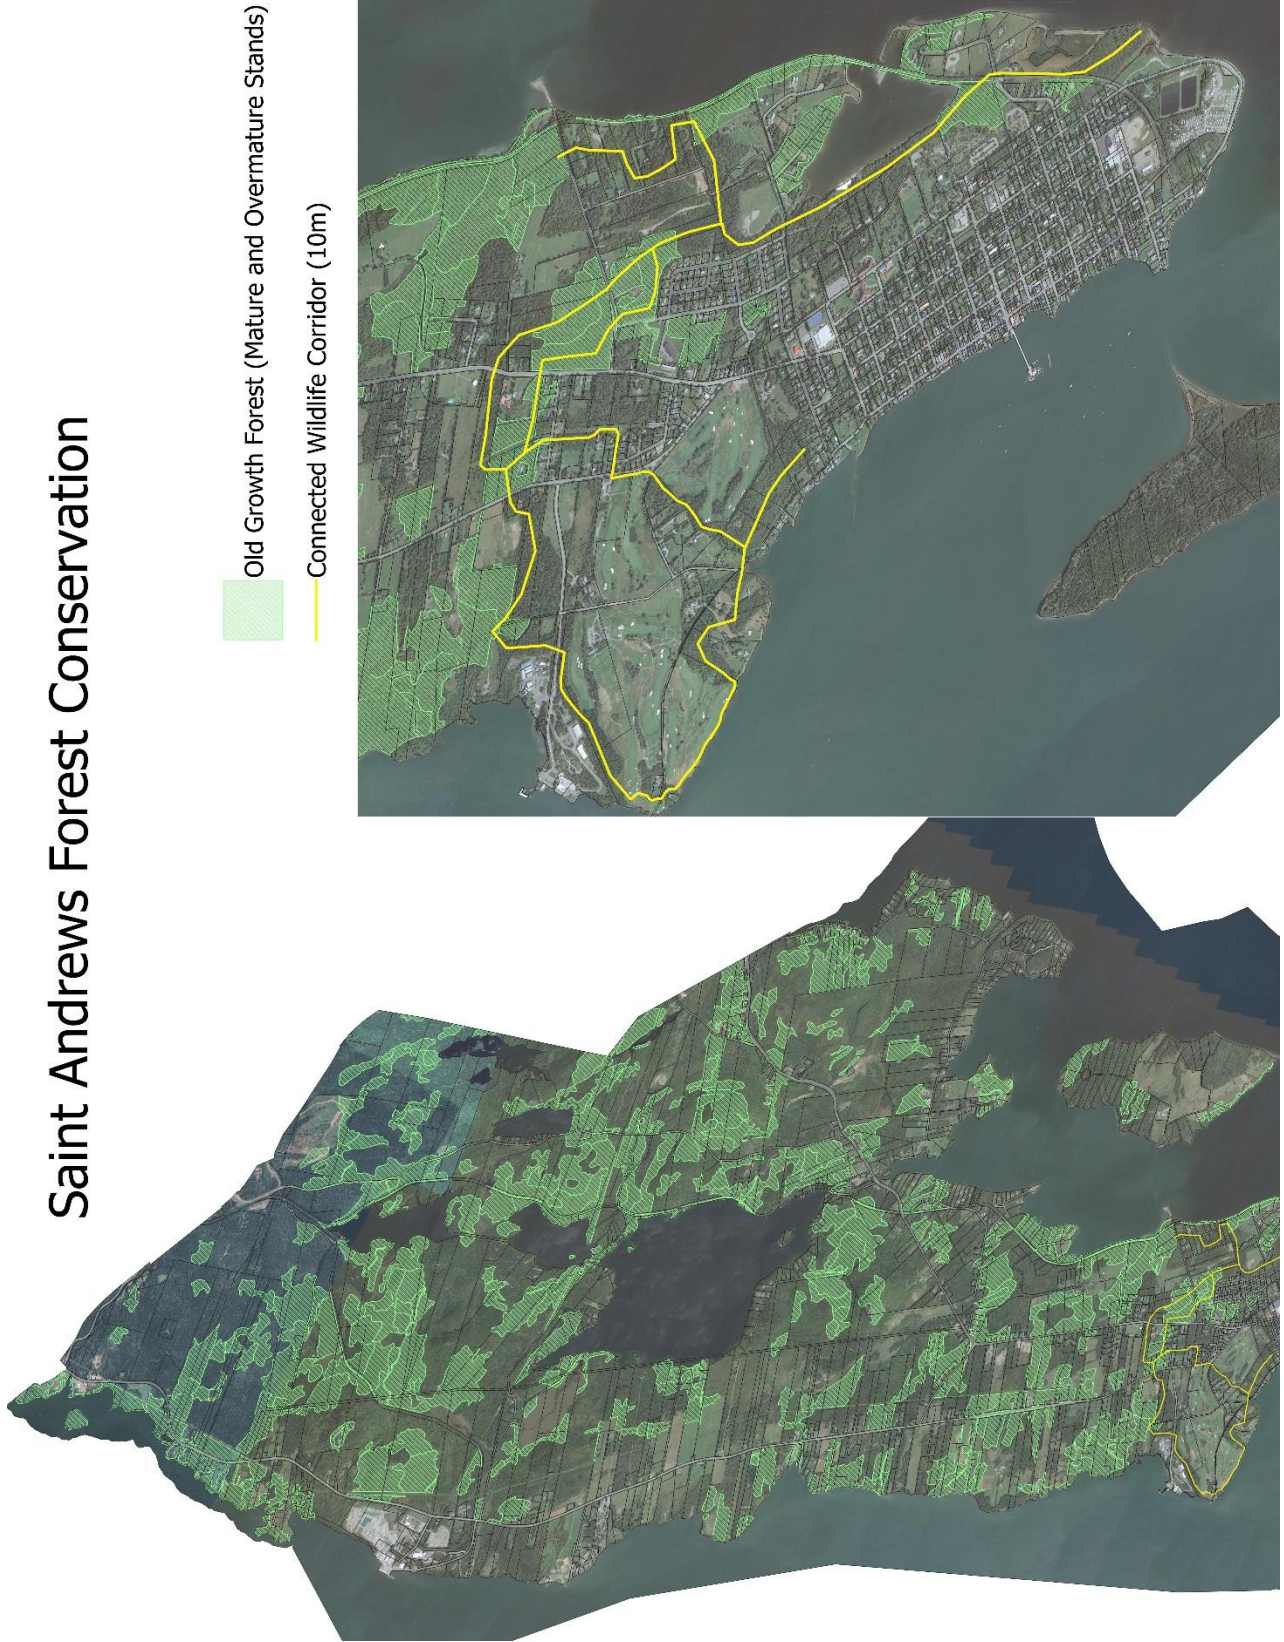 Saint Andrews Forest Conservation
Old Growth Forest (Mature and Overmature Stands)
Connected Wildlife Corridor (10m)